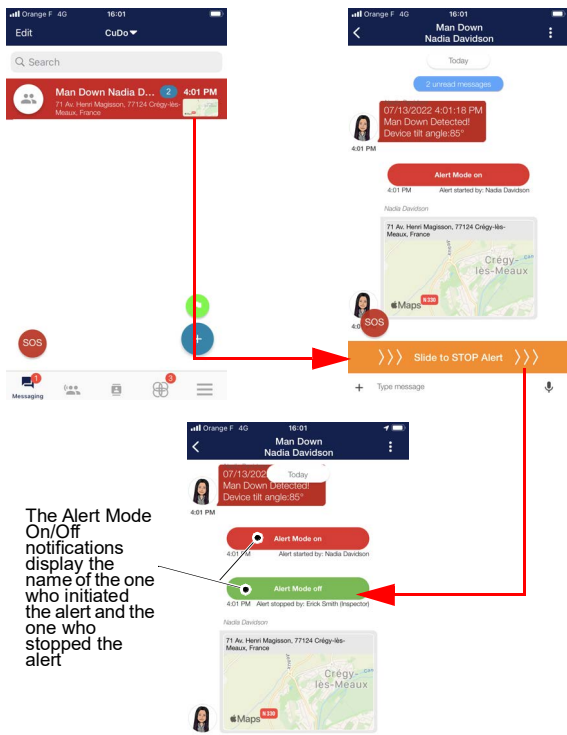 Orange F 4G 16:01
Edit CuDo
Search
Man Down Nadia D... 2 4:01 PM
71 Av. Henri Magisson, 77124 Crégy-lès-
Meaux, France
SOS
+
1
3
Messaging
Orange F 4G 16:01
Man Down
Nadia Davidson
Today
2 unread messages
07/13/2022 4:01:18 PM
Man Down Detected!
Device tilt angle:85°
4:01 PM
Alert Mode on
4:01 PM Alert started by: Nadia Davidson
Nadia Davidson
71 Av. Henri Magisson, 77124 Crégy-lès-
Meaux, France
Crégy-
lès-Meaux
Maps N 330
SOS
Slide to STOP Alert
+ Type message
Orange F 4G 16:01
Man Down
Nadia Davidson
07/13/202
Today
Man Down Detected!
Device tilt angle:85°
4:01 PM
Alert Mode on
4:01 PM Alert started by: Nadia Davidson
Alert Mode off
4:01 PM Alert stopped by: Erick Smith (Inspector)
Nadia Davidson
71 Av. Henri Magisson, 77124 Crégy-lès-
Meaux, France
Crégy-
lès-Meaux
Maps N 330
The Alert Mode
On/Off
notifications
display the
name of the one
who initiated
the alert and the
one who
stopped the
alert